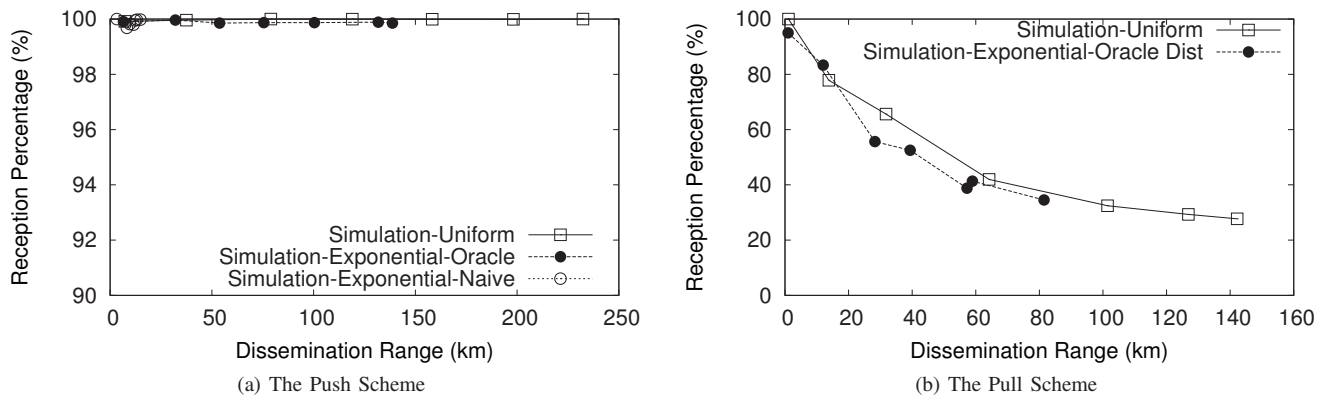 Reception Percentage (%)
100
98
96
94
92
90
Simulation-Uniform
Simulation-Exponential-Oracle
Simulation-Exponential-Naive
0 50 100 150 200 250
Dissemination Range (km)
(a) The Push Scheme
Reception Perecentage (%)
100
80
60
40
20
0
Simulation-Uniform
Simulation-Exponential-Oracle Dist
0 20 40 60 80 100 120 140 160
Dissemination Range (km)
(b) The Pull Scheme